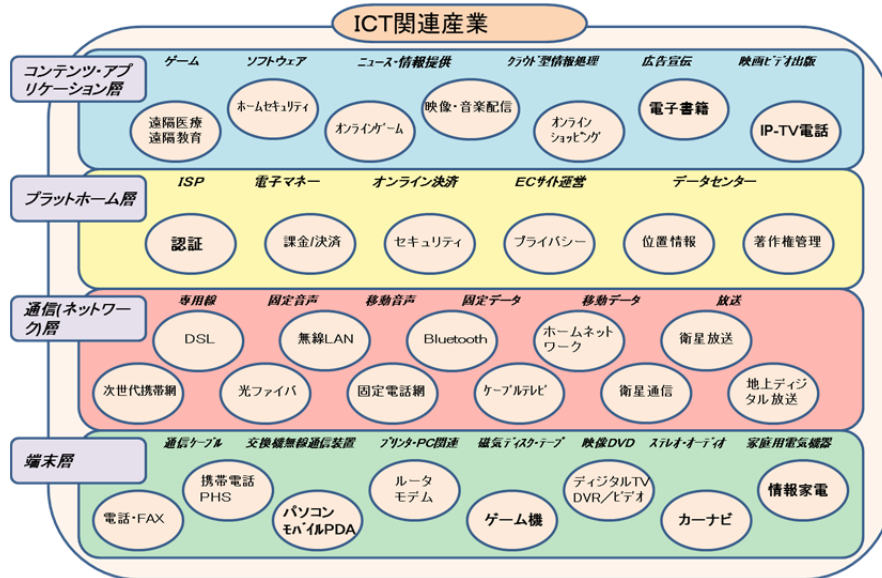 ICT関連産業
コンテンツ・アプ
リケーション層
ゲーム
ソフトウェア
ニュース・情報提供
クラウド型情報処理
広告宣伝
映画ビデオ出版
遠隔医療
遠隔教育
ホームセキュリティ
オンラインゲーム
映像・音楽配信
オンライン
ショッピング
電子書籍
IP-TV電話
プラットホーム層
ISP
電子マネー
オンライン決済
ECサイト運営
データセンター
認証
課金/決済
セキュリティ
プライバシー
位置情報
著作権管理
通信(ネットワー
ク)層
専用線
固定音声
移動音声
固定データ
移動データ
放送
DSL
無線LAN
Bluetooth
ホームネット
ワーク
衛星放送
次世代携帯網
光ファイバ
固定電話網
ケーブルテレビ
衛星通信
地上ディジ
タル放送
端末層
通信ケーブル
交換機無線通信装置
プリンタ・PC関連
磁気ディスク・テープ
映像DVD
ステレオ・オーディオ
家庭用電気機器
電話・FAX
携帯電話
PHS
パソコン
モバイルPDA
ルータ
モデム
ゲーム機
ディジタルTV
DVR／ビデオ
カーナビ
情報家電